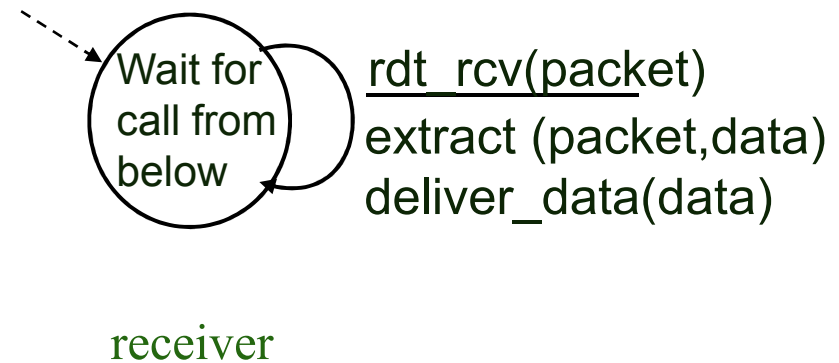 Wait for
call from
below
rdt_rcv(packet)
extract (packet,data)
deliver_data(data)
receiver